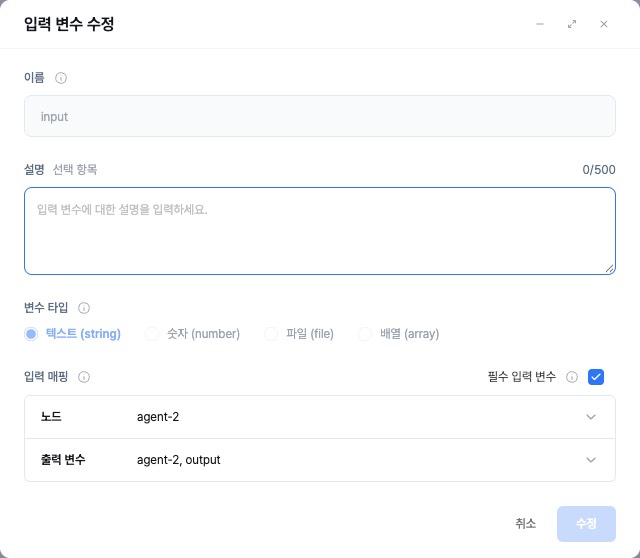 입력 변수 수정
이름
input
설명 선택 항목 0/500
입력 변수에 대한 설명을 입력하세요.
변수 타입
텍스트 (string) 숫자 (number) 파일 (file) 배열 (array)
입력 매핑 필수 입력 변수
노드 agent-2
출력 변수 agent-2, output
취소 수정